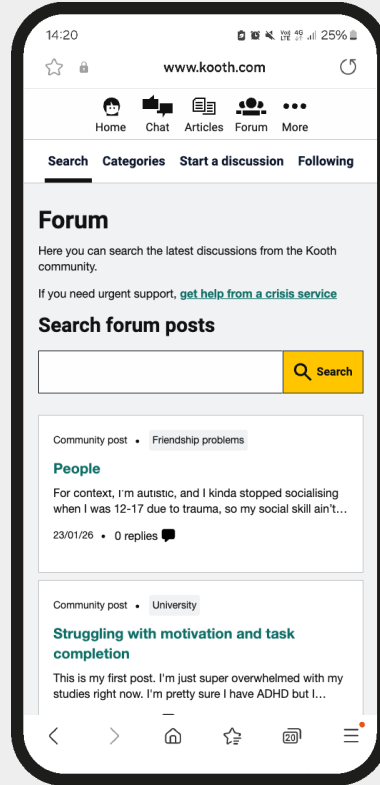 14:20
25%
www.kooth.com
Home Chat Articles Forum More
Search Categories Start a discussion Following
Forum
Here you can search the latest discussions from the Kooth
community.
If you need urgent support, get help from a crisis service
Search forum posts
Search
Community post • Friendship problems
People
For context, I'm autistic, and I kinda stopped socialising
when I was 12-17 due to trauma, so my social skill ain't...
23/01/26 • 0 replies
Community post • University
Struggling with motivation and task
completion
This is my first post. I'm just super overwhelmed with my
studies right now. I'm pretty sure I have ADHD but I...
20